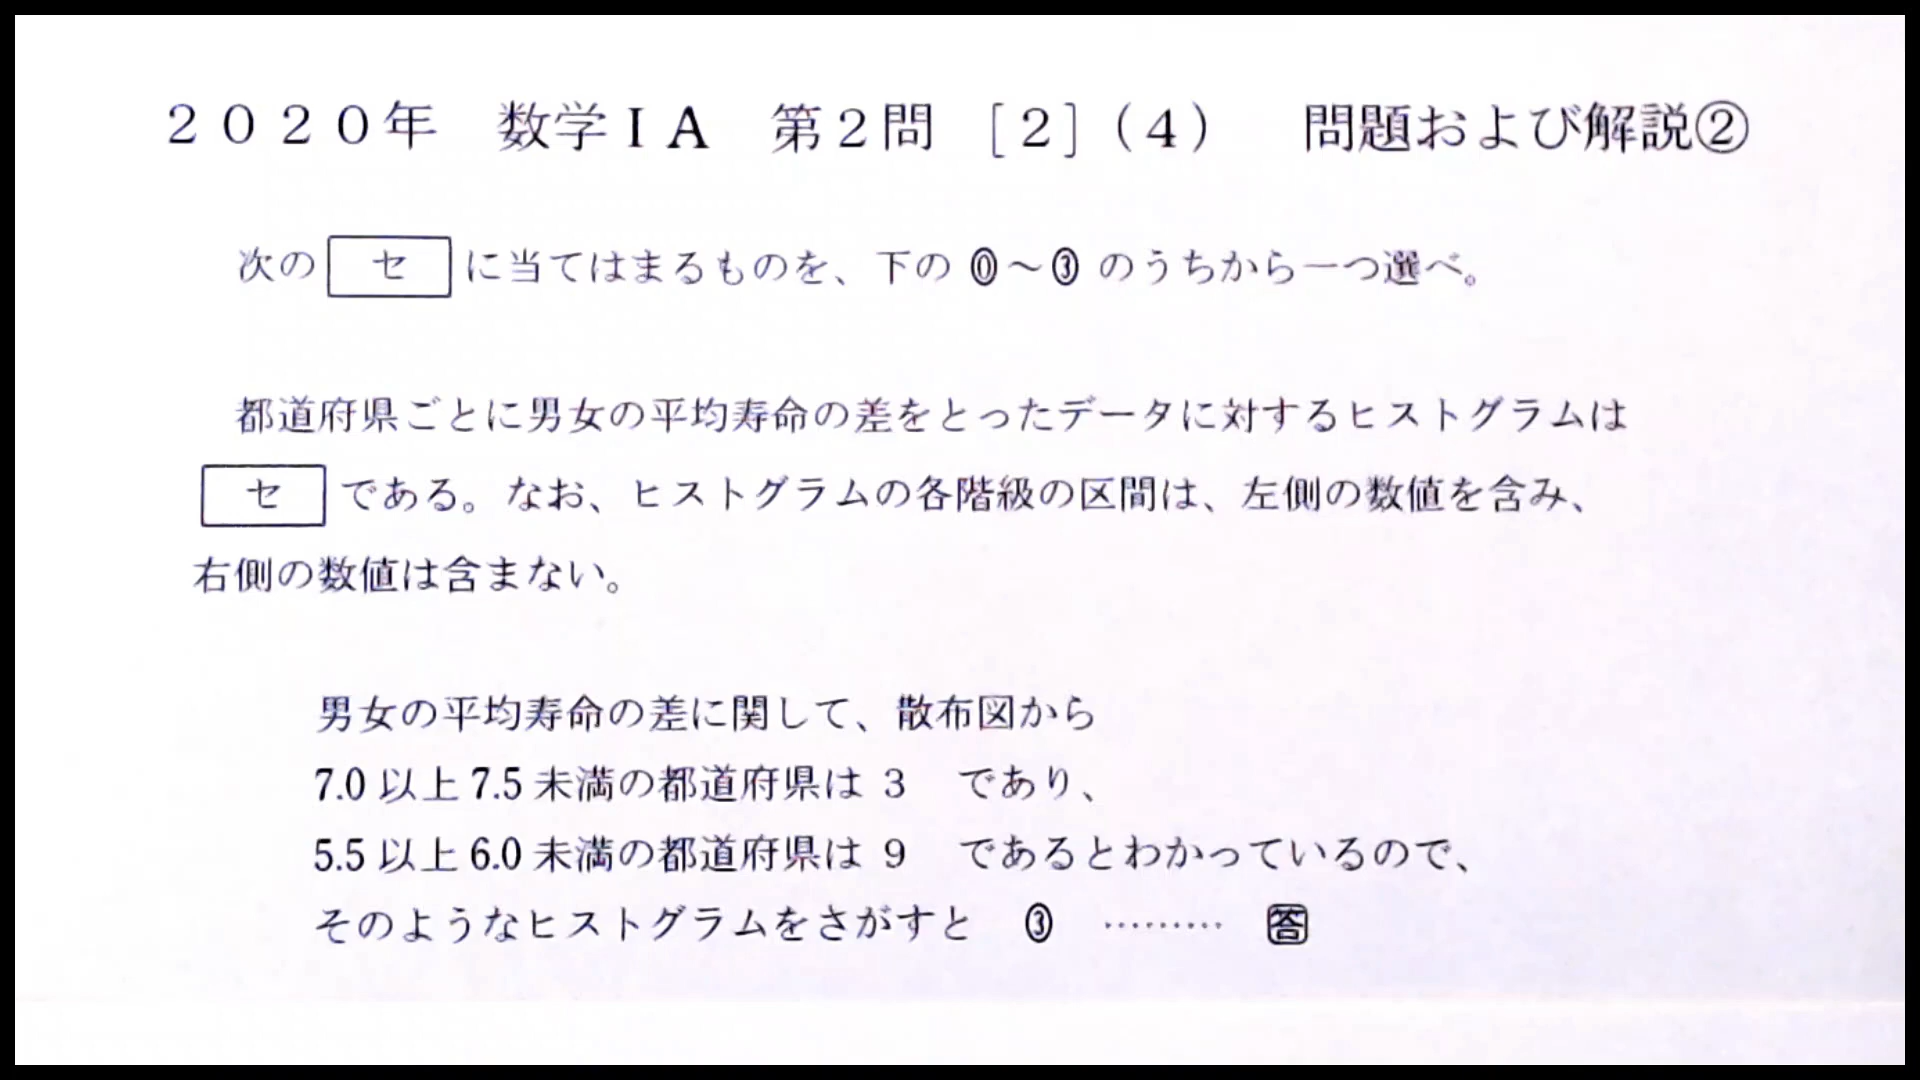 ２０２０年　数学ⅠＡ　第２問　［２］（４）　問題および解説②
次の セ に当てはまるものを、下の ⓪～③ のうちから一つ選べ。
都道府県ごとに男女の平均寿命の差をとったデータに対するヒストグラムは
セ である。なお、ヒストグラムの各階級の区間は、左側の数値を含み、
右側の数値は含まない。
男女の平均寿命の差に関して、散布図から
7.0 以上 7.5 未満の都道府県は ３　であり、
5.5 以上 6.0 未満の都道府県は ９　であるとわかっているので、
そのようなヒストグラムをさがすと　③　………　答